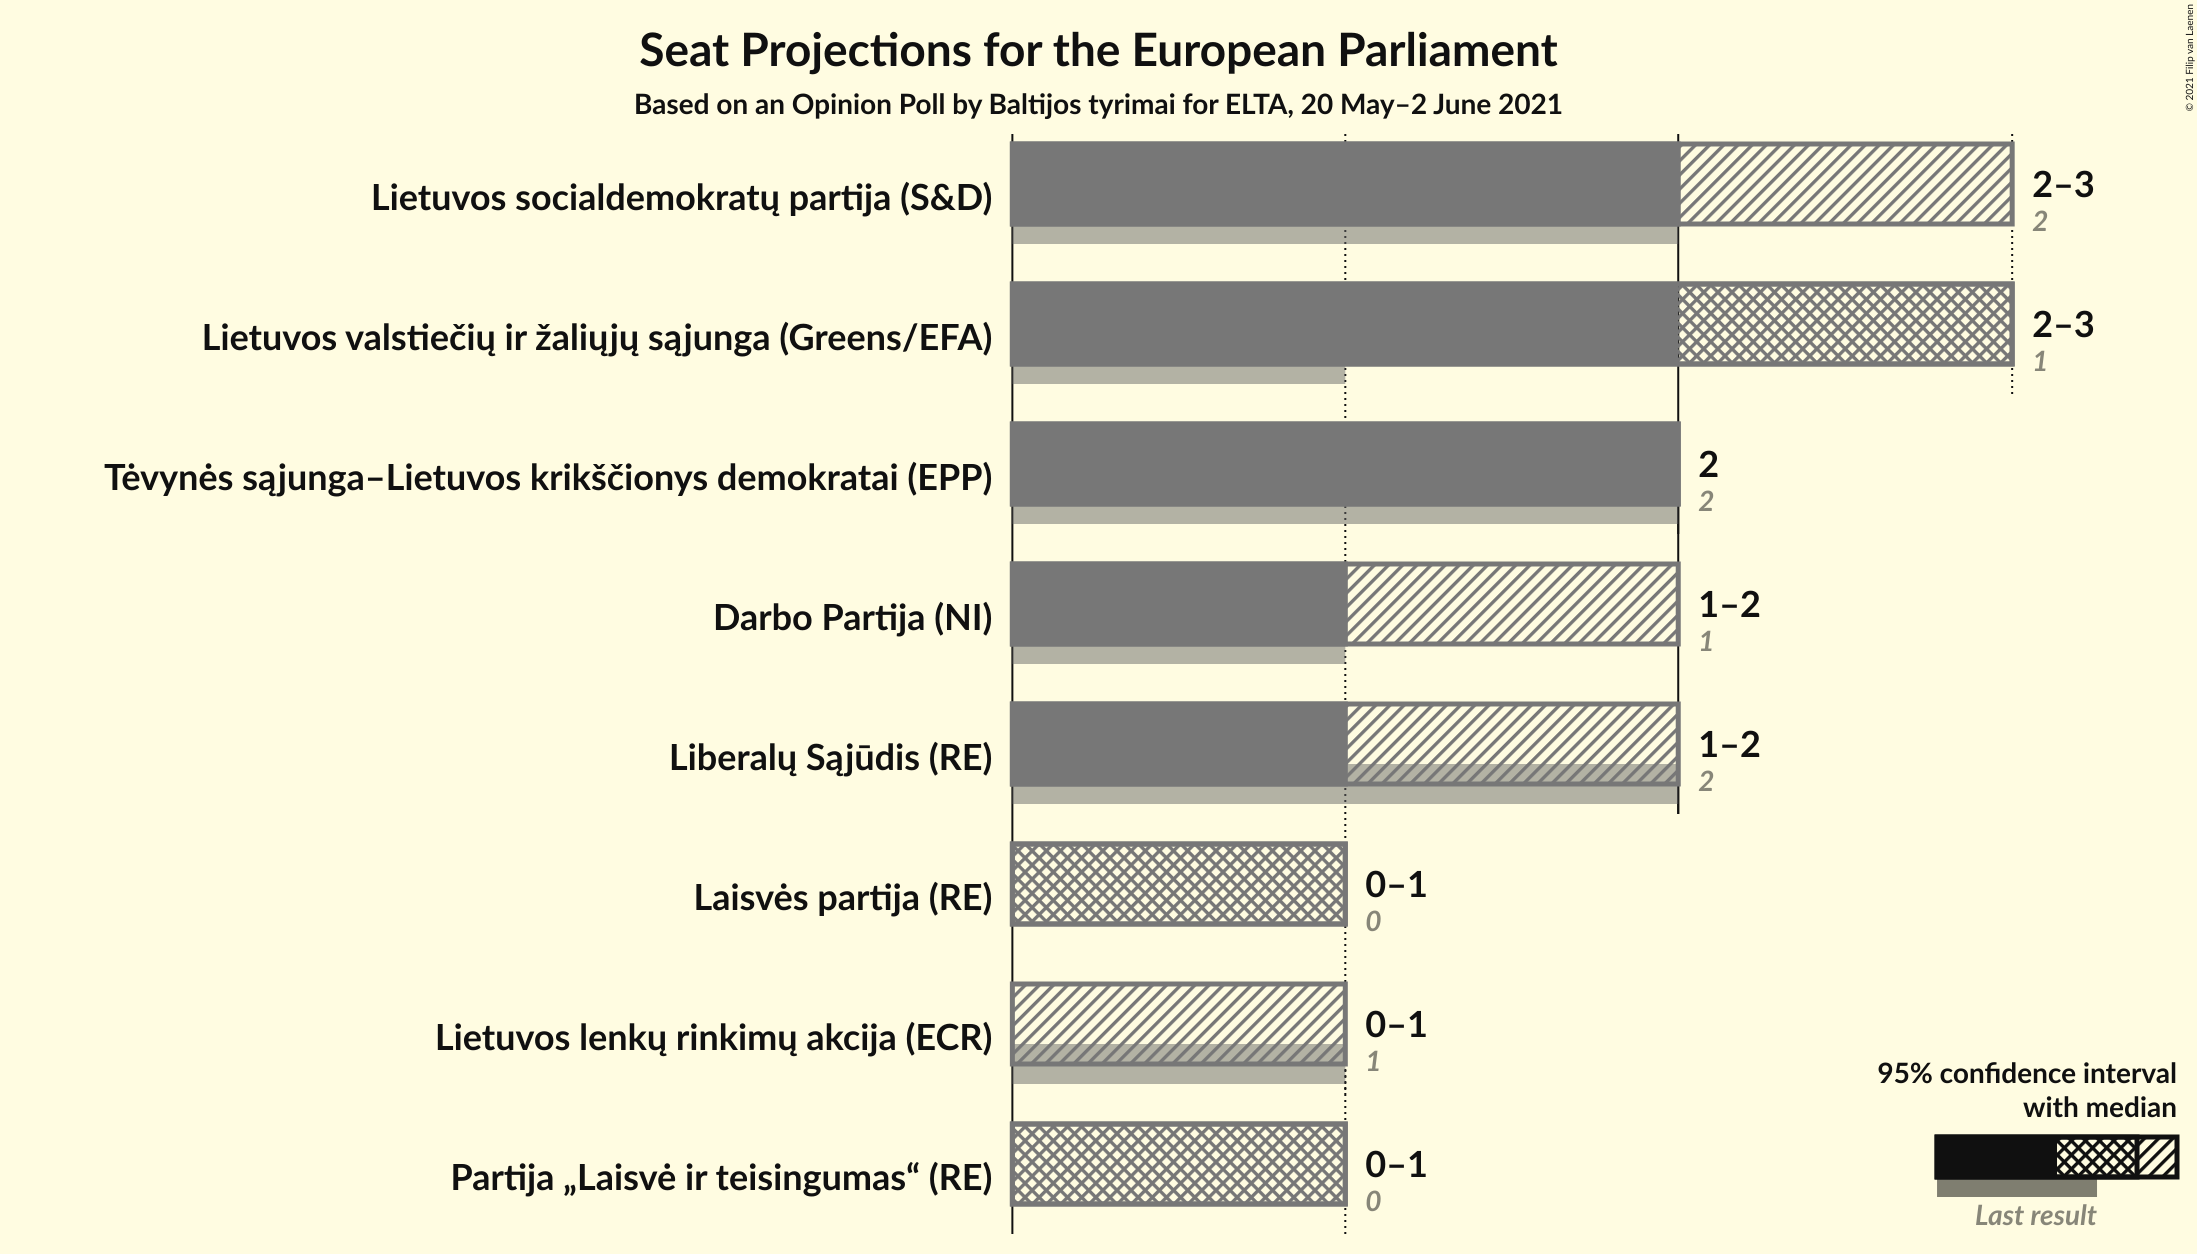 Seat Projections for the European Parliament
Based on an Opinion Poll by Baltijos tyrimai for ELTA, 20 May–2 June 2021
© 2021 Filip van Laenen
Lietuvos socialdemokratų partija (S&D)
2–3
2
Lietuvos valstiečių ir žaliųjų sąjunga (Greens/EFA)
2–3
1
Tėvynės sąjunga–Lietuvos krikščionys demokratai (EPP)
2
2
Darbo Partija (NI)
1–2
1
Liberalų Sąjūdis (RE)
1–2
2
Laisvės partija (RE)
0–1
0
Lietuvos lenkų rinkimų akcija (ECR)
0–1
1
Partija „Laisvė ir teisingumas“ (RE)
0–1
0
95% confidence interval
with median
Last result